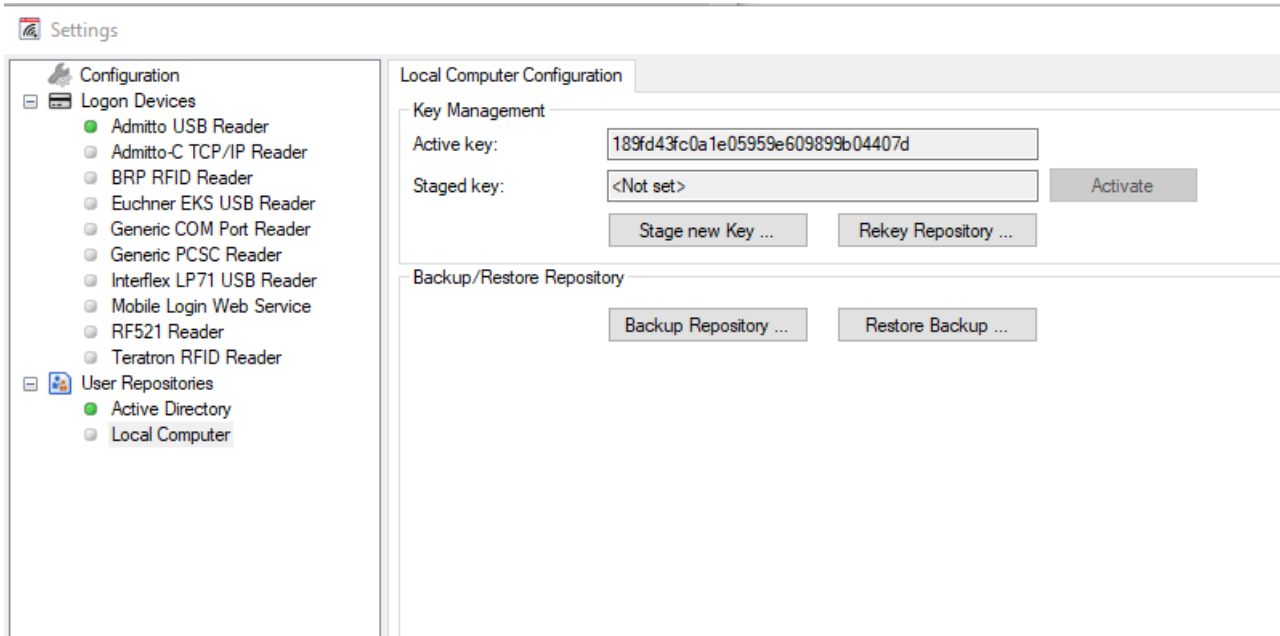 Settings
Configuration
Logon Devices
Admitto USB Reader
Admitto-C TCP/IP Reader
BRP RFID Reader
Euchner EKS USB Reader
Generic COM Port Reader
Generic PCSC Reader
Interflex LP71 USB Reader
Mobile Login Web Service
RF521 Reader
Teratron RFID Reader
User Repositories
Active Directory
Local Computer
Local Computer Configuration
Key Management
Active key: 189fd43fc0a1e05959e609899b04407d
Staged key: <Not set> Activate
Stage new Key ... Rekey Repository ...
Backup/Restore Repository
Backup Repository ... Restore Backup ...